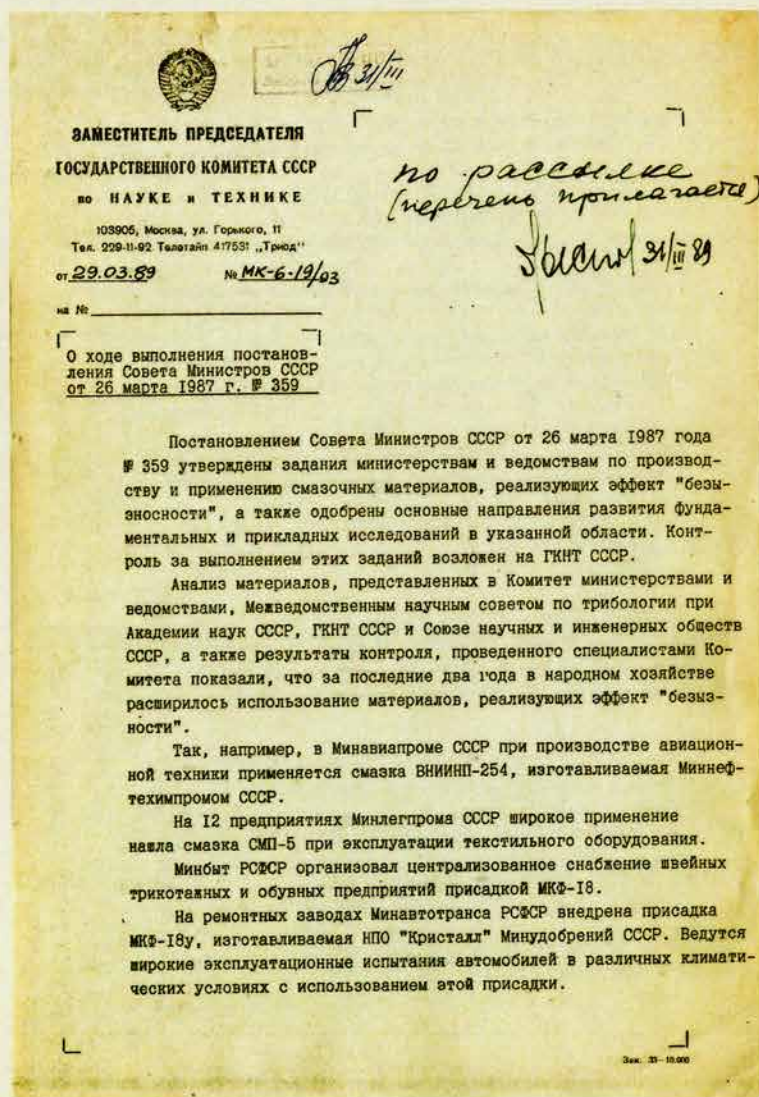 31/III
ЗАМЕСТИТЕЛЬ ПРЕДСЕДАТЕЛЯ
ГОСУДАРСТВЕННОГО КОМИТЕТА СССР
по НАУКЕ и ТЕХНИКЕ
103905, Москва, ул. Горького, 11
Тел. 229-11-92 Телетайп 417531 „Триод"
от 29.03.89 № МК-6-19/03
на №
по рассылке
(перечень прилагается)
31/III 89
О ходе выполнения постанов-
ления Совета Министров СССР
от 26 марта 1987 г. № 359
Постановлением Совета Министров СССР от 26 марта 1987 года
№ 359 утверждены задания министерствам и ведомствам по производ-
ству и применению смазочных материалов, реализующих эффект "безы-
зносности", а также одобрены основные направления развития фунда-
ментальных и прикладных исследований в указанной области. Конт-
роль за выполнением этих заданий возложен на ГКНТ СССР.
Анализ материалов, представленных в Комитет министерствами и
ведомствами, Межведомственным научным советом по трибологии при
Академии наук СССР, ГКНТ СССР и Союзе научных и инженерных обществ
СССР, а также результаты контроля, проведенного специалистами Ко-
митета показали, что за последние два года в народном хозяйстве
расширилось использование материалов, реализующих эффект "безыз-
ности".
Так, например, в Минавиапроме СССР при производстве авиацион-
ной техники применяется смазка ВНИИНП-254, изготавливаемая Миннеф-
техимпромом СССР.
На 12 предприятиях Минлегпрома СССР широкое применение
нашла смазка СМП-5 при эксплуатации текстильного оборудования.
Минбыт РСФСР организовал централизованное снабжение швейных
трикотажных и обувных предприятий присадкой МКФ-18.
На ремонтных заводах Минавтотранса РСФСР внедрена присадка
МКФ-18у, изготавливаемая НПО "Кристалл" Минудобрений СССР. Ведутся
широкие эксплуатационные испытания автомобилей в различных климати-
ческих условиях с использованием этой присадки.
Зак. 33-10.000